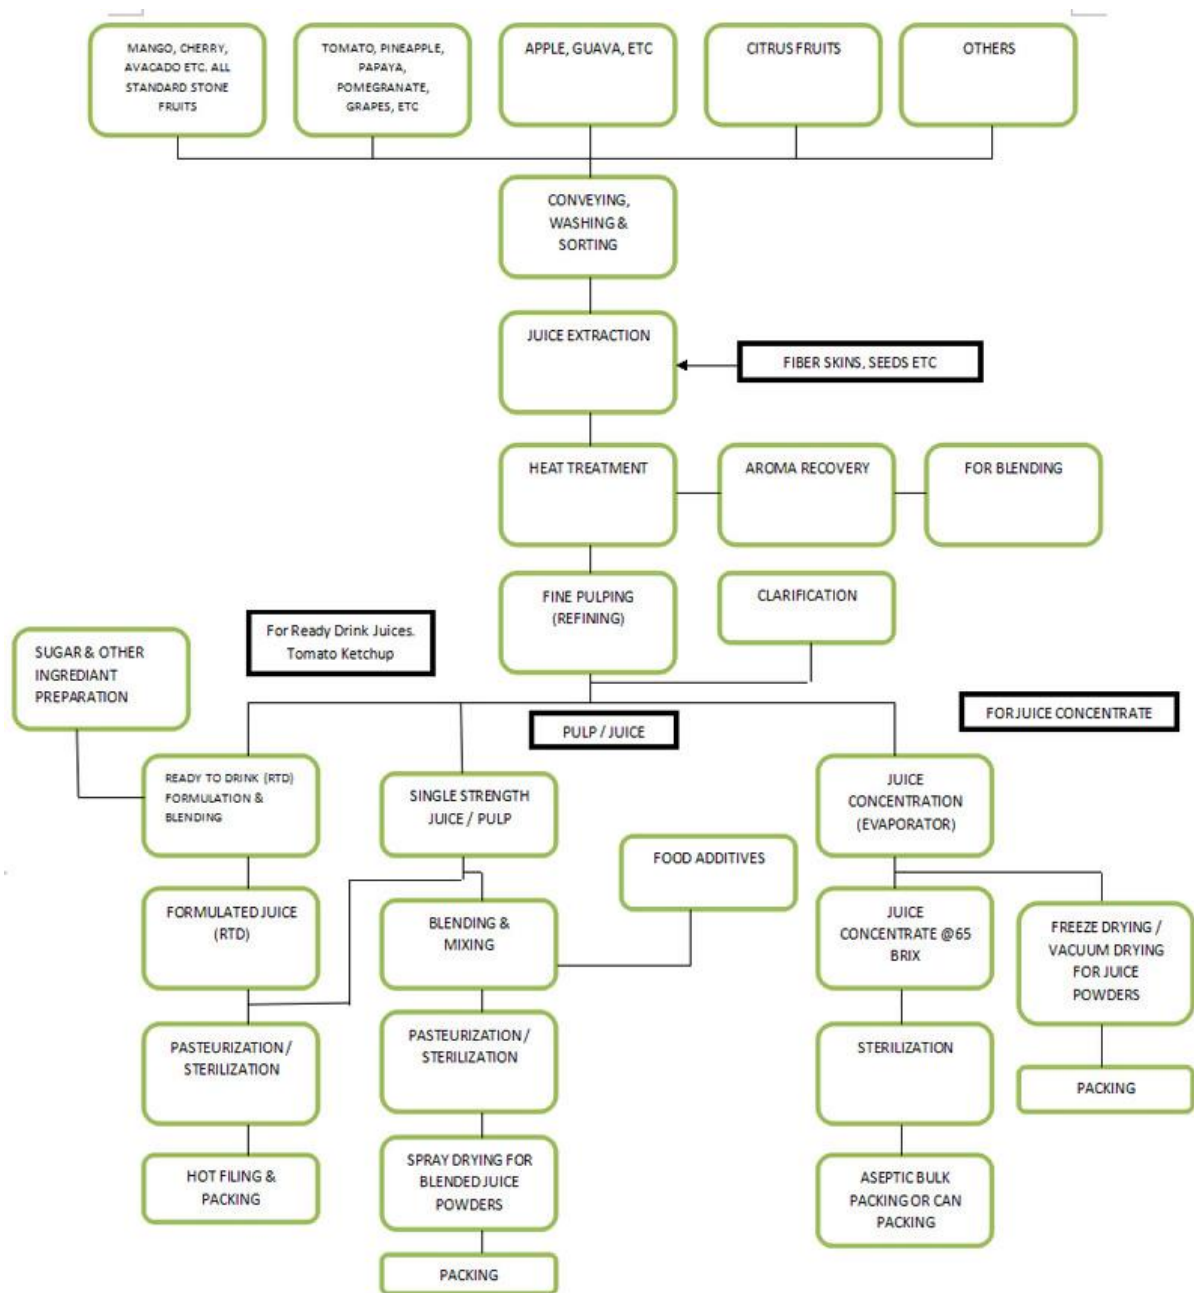 MANGO, CHERRY,
AVACADO ETC. ALL
STANDARD STONE
FRUITS
TOMATO, PINEAPPLE,
PAPAYA,
POMEGRANATE,
GRAPES, ETC
APPLE, GUAVA, ETC
CITRUS FRUITS
OTHERS
CONVEYING,
WASHING &
SORTING
JUICE EXTRACTION
FIBER SKINS, SEEDS ETC
HEAT TREATMENT
AROMA RECOVERY
FOR BLENDING
FINE PULPING
(REFINING)
CLARIFICATION
For Ready Drink Juices.
Tomato Ketchup
SUGAR & OTHER
INGREDIANT
PREPARATION
PULP / JUICE
FOR JUICE CONCENTRATE
READY TO DRINK (RTD)
FORMULATION &
BLENDING
SINGLE STRENGTH
JUICE / PULP
JUICE
CONCENTRATION
(EVAPORATOR)
FOOD ADDITIVES
FORMULATED JUICE
(RTD)
BLENDING &
MIXING
JUICE
CONCENTRATE @65
BRIX
FREEZE DRYING /
VACUUM DRYING
FOR JUICE
POWDERS
PASTEURIZATION /
STERILIZATION
PASTEURIZATION /
STERILIZATION
STERILIZATION
PACKING
HOT FILING &
PACKING
SPRAY DRYING FOR
BLENDED JUICE
POWDERS
ASEPTIC BULK
PACKING OR CAN
PACKING
PACKING